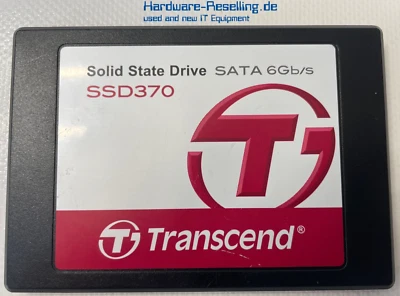 Hardware-Reselling.de
used and new IT Equipment
Solid State Drive SATA 6Gb/s
SSD370
Transcend®